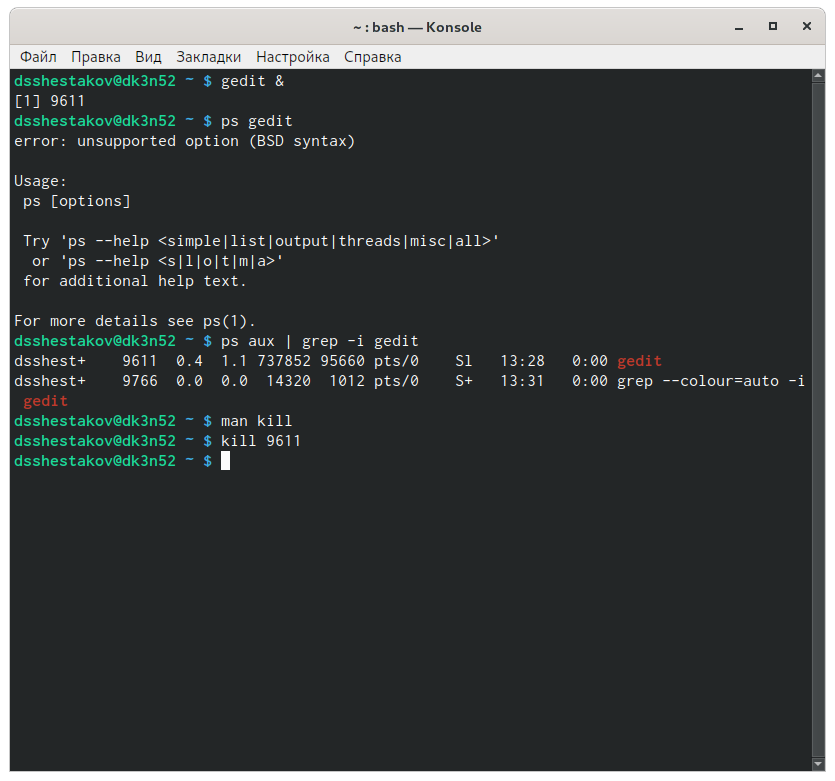 ~ : bash — Konsole
Файл Правка Вид Закладки Настройка Справка
dsshestakov@dk3n52 ~ $ gedit &
[1] 9611
dsshestakov@dk3n52 ~ $ ps gedit
error: unsupported option (BSD syntax)
Usage:
ps [options]
Try 'ps --help <simple|list|output|threads|misc|all>'
or 'ps --help <s|l|o|t|m|a>'
for additional help text.
For more details see ps(1).
dsshestakov@dk3n52 ~ $ ps aux | grep -i gedit
dsshest+    9611  0.4  1.1 737852 95660 pts/0    Sl   13:28   0:00 gedit
dsshest+    9766  0.0  0.0  14320  1012 pts/0    S+   13:31   0:00 grep --colour=auto -i
gedit
dsshestakov@dk3n52 ~ $ man kill
dsshestakov@dk3n52 ~ $ kill 9611
dsshestakov@dk3n52 ~ $